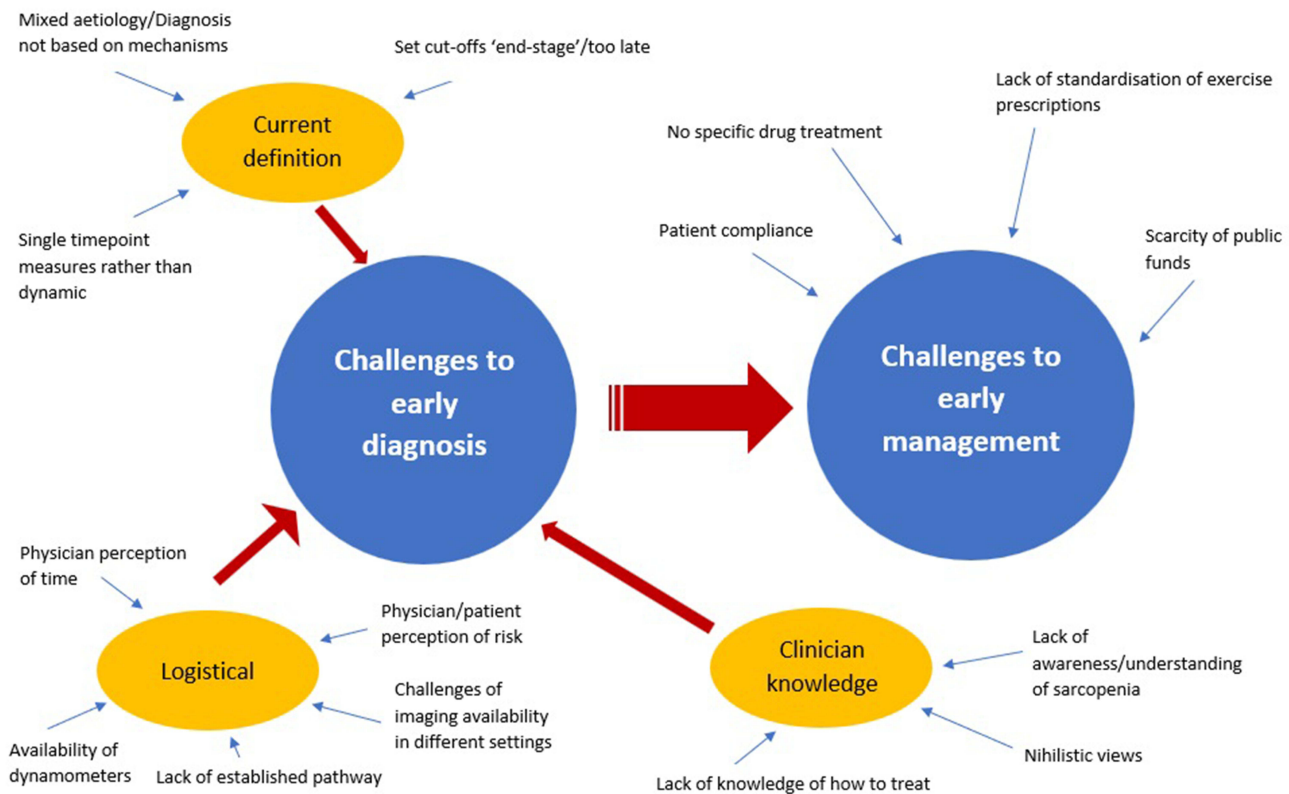 Mixed aetiology/Diagnosis
not based on mechanisms
Set cut-offs ‘end-stage’/too late
Current
definition
Single timepoint
measures rather than
dynamic
Lack of standardisation of exercise
prescriptions
No specific drug treatment
Patient compliance
Scarcity of public
funds
Challenges to
early
diagnosis
Challenges to
early
management
Physician perception
of time
Physician/patient
perception of risk
Logistical
Challenges of
imaging availability
in different settings
Availability of
dynamometers
Lack of established pathway
Clinician
knowledge
Lack of
awareness/understanding
of sarcopenia
Nihilistic views
Lack of knowledge of how to treat